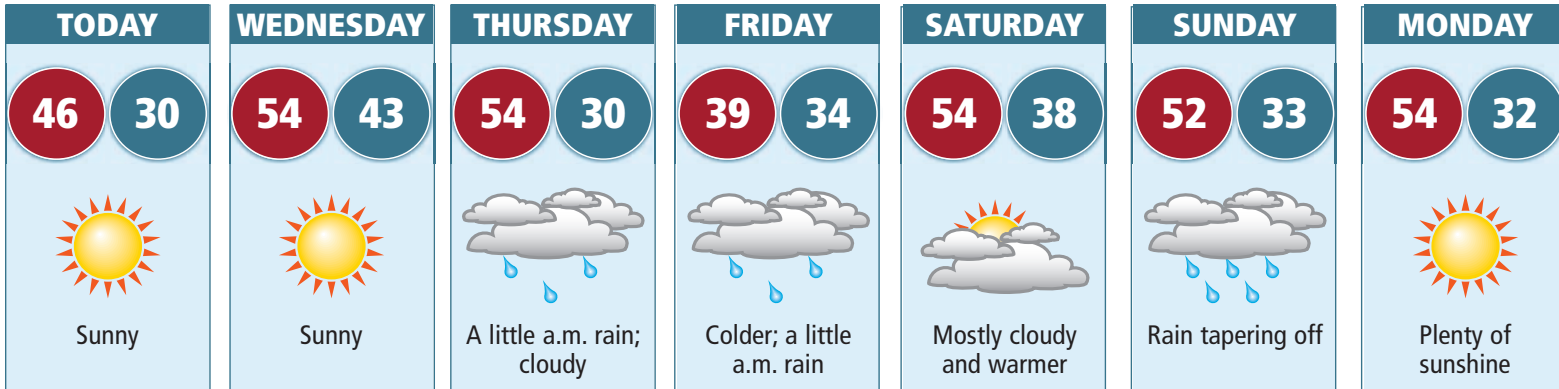 TODAY
46 30
Sunny
WEDNESDAY
54 43
Sunny
THURSDAY
54 30
A little a.m. rain;
cloudy
FRIDAY
39 34
Colder; a little
a.m. rain
SATURDAY
54 38
Mostly cloudy
and warmer
SUNDAY
52 33
Rain tapering off
MONDAY
54 32
Plenty of
sunshine